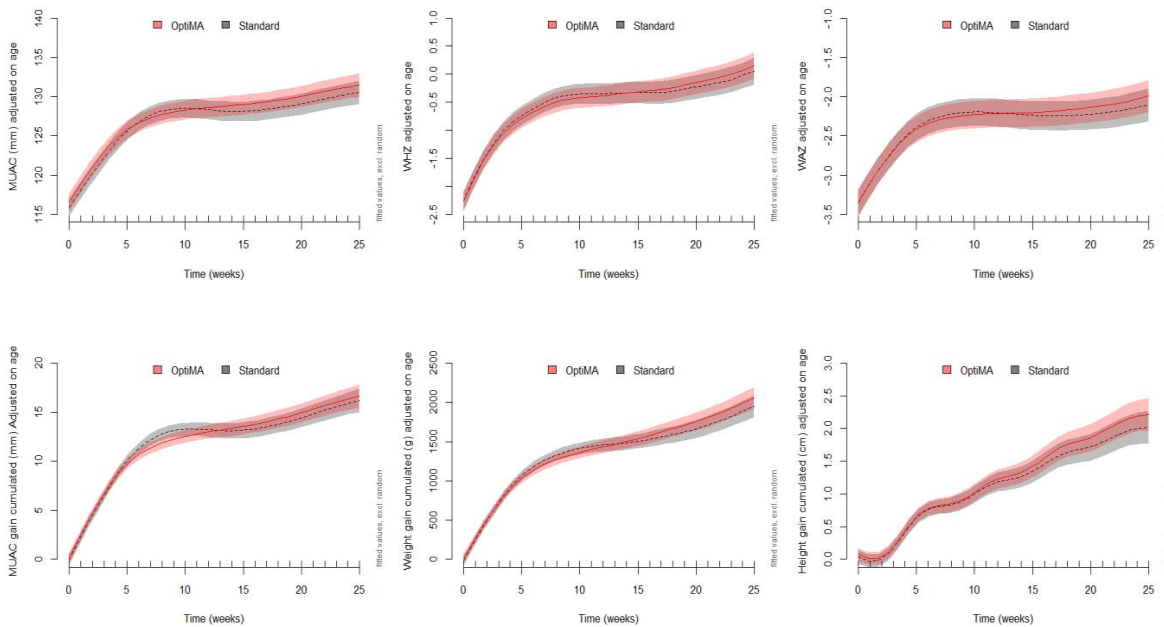 MUAC (mm) adjusted on age
140
135
130
125
120
115
OptiMA Standard
fitted values, excl. random
0 5 10 15 20 25
Time (weeks)
WHZ adjusted on age
1.0
0.5
0.0
-0.5
-1.5
-2.5
OptiMA Standard
fitted values, excl. random
0 5 10 15 20 25
Time (weeks)
WAZ adjusted on age
-1.0
-1.5
-2.0
-2.5
-3.0
-3.5
OptiMA Standard
0 5 10 15 20 25
Time (weeks)
MUAC gain cumulated (mm) Adjusted on age
20
15
10
5
0
OptiMA Standard
fitted values, excl. random
0 5 10 15 20 25
Time (weeks)
Weight gain cumulated (g) adjusted on age
2500
2000
1500
1000
500
0
OptiMA Standard
fitted values, excl. random
0 5 10 15 20 25
Time (weeks)
Height gain cumulated (cm) adjusted on age
3.0
2.5
2.0
1.5
1.0
0.5
0.0
OptiMA Standard
0 5 10 15 20 25
Time (weeks)